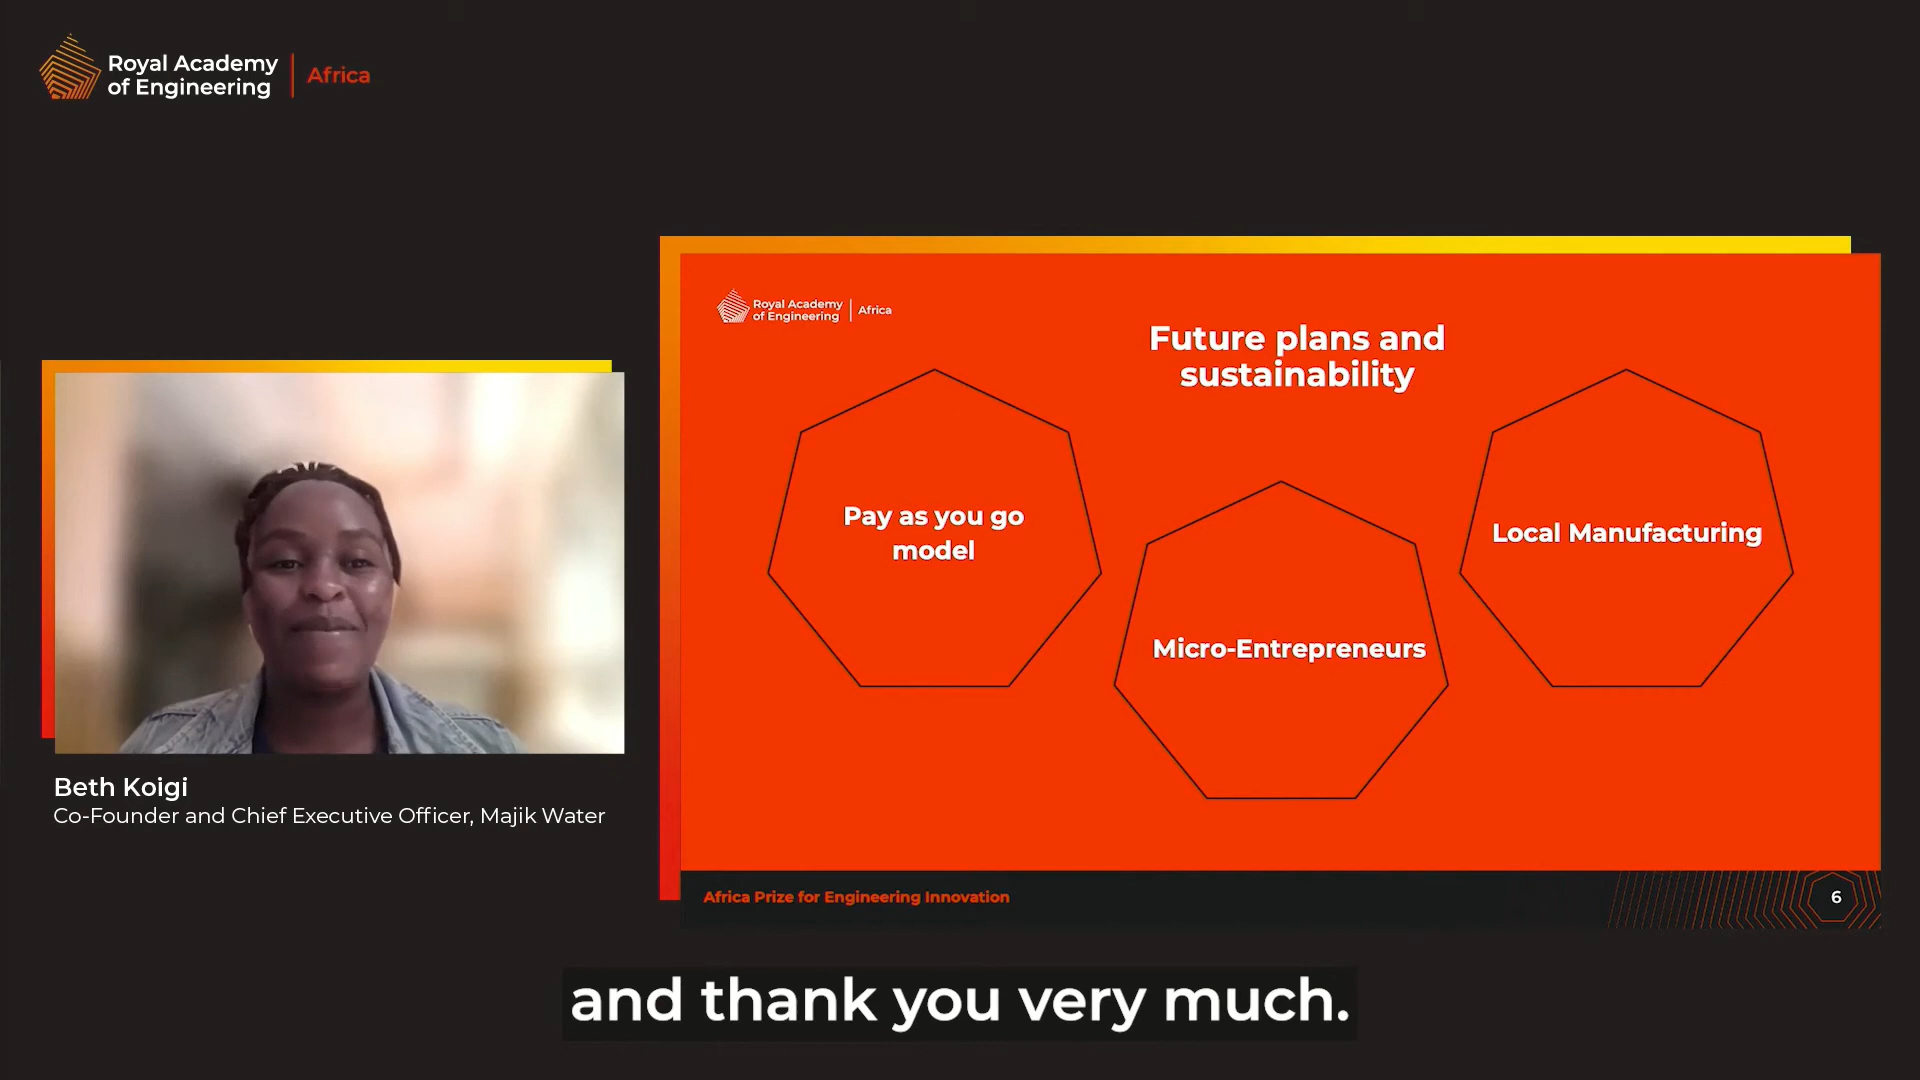 Royal Academy
of Engineering
Africa
Royal Academy
of Engineering
Africa
Future plans and
sustainability
Pay as you go
model
Micro-Entrepreneurs
Local Manufacturing
Africa Prize for Engineering Innovation
6
Beth Koigi
Co-Founder and Chief Executive Officer, Majik Water
and thank you very much.